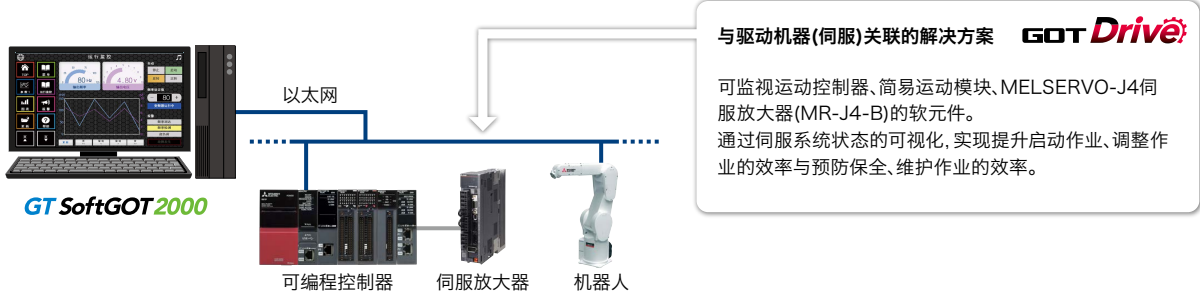 与驱动机器(伺服)关联的解决方案 GOT Drive
可监视运动控制器、简易运动模块、MELSERVO-J4伺
服放大器(MR-J4-B)的软元件。
通过伺服系统状态的可视化，实现提升启动作业、调整作
业的效率与预防保全、维护作业的效率。
以太网
GT SoftGOT2000
可编程控制器
伺服放大器
机器人